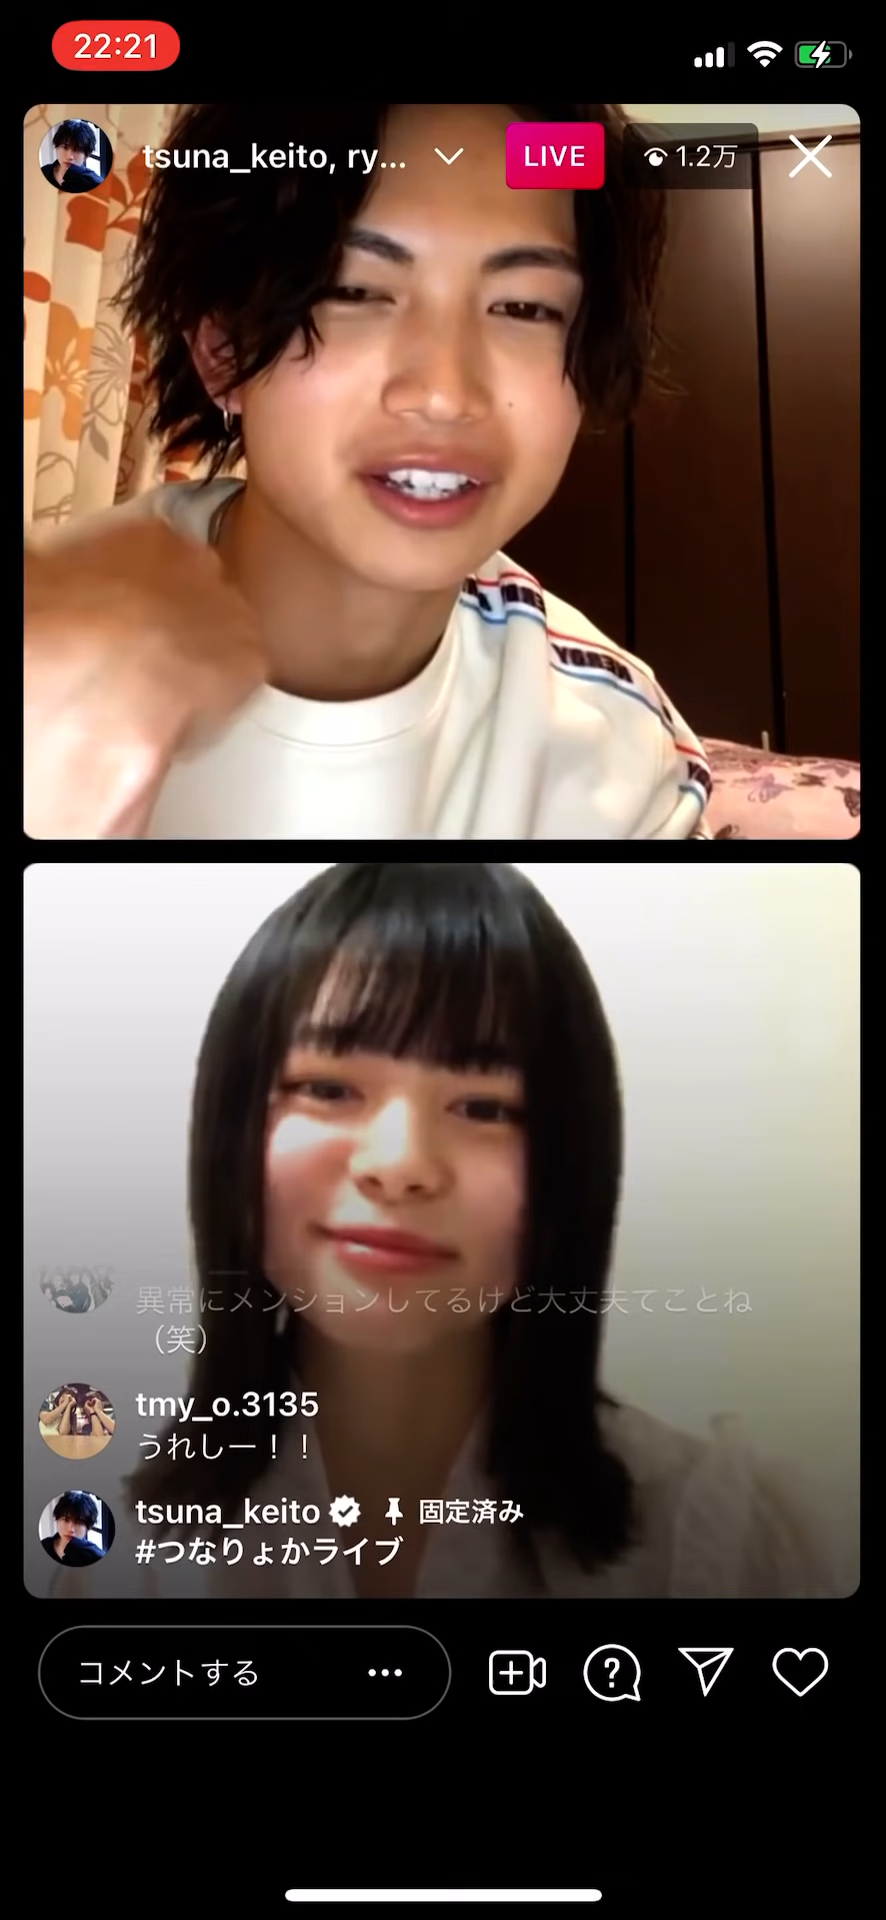 22:21
tsuna_keito, ry... LIVE 1.2万
異常にメンションしてるけど大丈夫てことね
（笑）
tmy_o.3135
うれしー！！
tsuna_keito 固定済み
#つなりょかライブ
コメントする